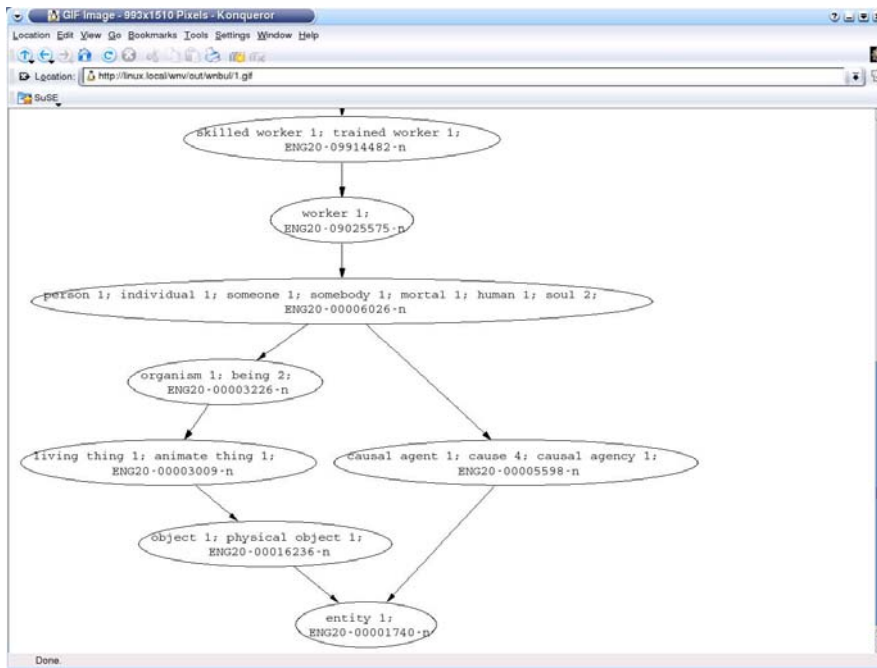 GIF Image - 993x1510 Pixels - Konqueror
Location Edit View Go Bookmarks Tools Settings Window Help
Location: http://linux.local/wnv/out/wnbul/1.gif
SuSE
skilled worker 1; trained worker 1;
ENG20-09914482-n
worker 1;
ENG20-09025575-n
person 1; individual 1; someone 1; somebody 1; mortal 1; human 1; soul 2;
ENG20-00006026-n
organism 1; being 2;
ENG20-00003226-n
living thing 1; animate thing 1;
ENG20-00003009-n
causal agent 1; cause 4; causal agency 1;
ENG20-00005598-n
object 1; physical object 1;
ENG20-00016236-n
entity 1;
ENG20-00001740-n
Done.